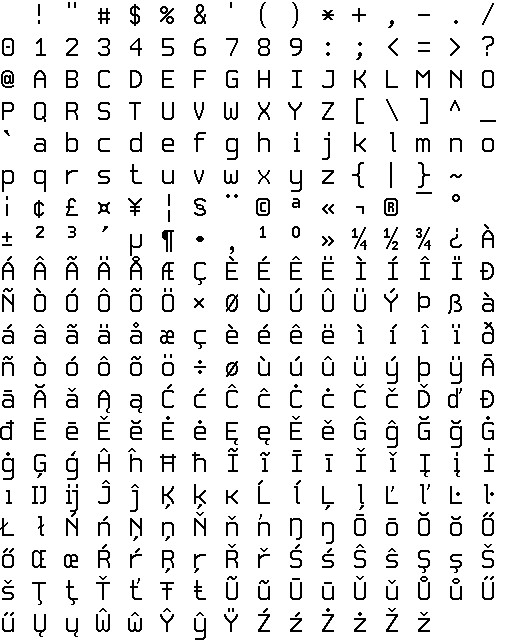 ! " # $ % & ' ( ) * + , - . /
0 1 2 3 4 5 6 7 8 9 : ; < = > ?
@ A B C D E F G H I J K L M N O
P Q R S T U V W X Y Z [ \ ] ^ _
` a b c d e f g h i j k l m n o
p q r s t u v w x y z { | } ~
¡ ¢ £ ¤ ¥ ¦ § ¨ © ª « ¬ ® ¯ °
± ² ³ ´ µ ¶ • ¸ ¹ º » ¼ ½ ¾ ¿ À
Á Â Ã Ä Å Æ Ç È É Ê Ë Ì Í Î Ï Ð
Ñ Ò Ó Ô Õ Ö × Ø Ù Ú Û Ü Ý Þ ß à
á â ã ä å æ ç è é ê ë ì í î ï ð
ñ ò ó ô õ ö ÷ ø ù ú û ü ý þ ÿ Ā
ā Ă ă Ą ą Ć ć Ĉ ĉ Ċ ċ Č č Ď ď Đ
đ Ē ē Ĕ ĕ Ė ė Ę ę Ě ě Ĝ ĝ Ğ ğ Ġ
ġ Ģ ģ Ĥ ĥ Ħ ħ Ĩ ĩ Ī ī Ĭ ĭ Į į İ
ı Ĳ ĳ Ĵ ĵ Ķ ķ ĸ Ĺ ĺ Ļ ļ Ľ ľ Ŀ ŀ
Ł ł Ń ń Ņ ņ Ň ň ŉ Ŋ ŋ Ō ō Ŏ ŏ Ő
ő Œ œ Ŕ ŕ Ŗ ŗ Ř ř Ś ś Ŝ ŝ Ş ş Š
š Ţ ţ Ť ť Ŧ ŧ Ũ ũ Ū ū Ŭ ŭ Ů ů Ű
ű Ų ų Ŵ ŵ Ŷ ŷ Ÿ Ź ź Ż ż Ž ž